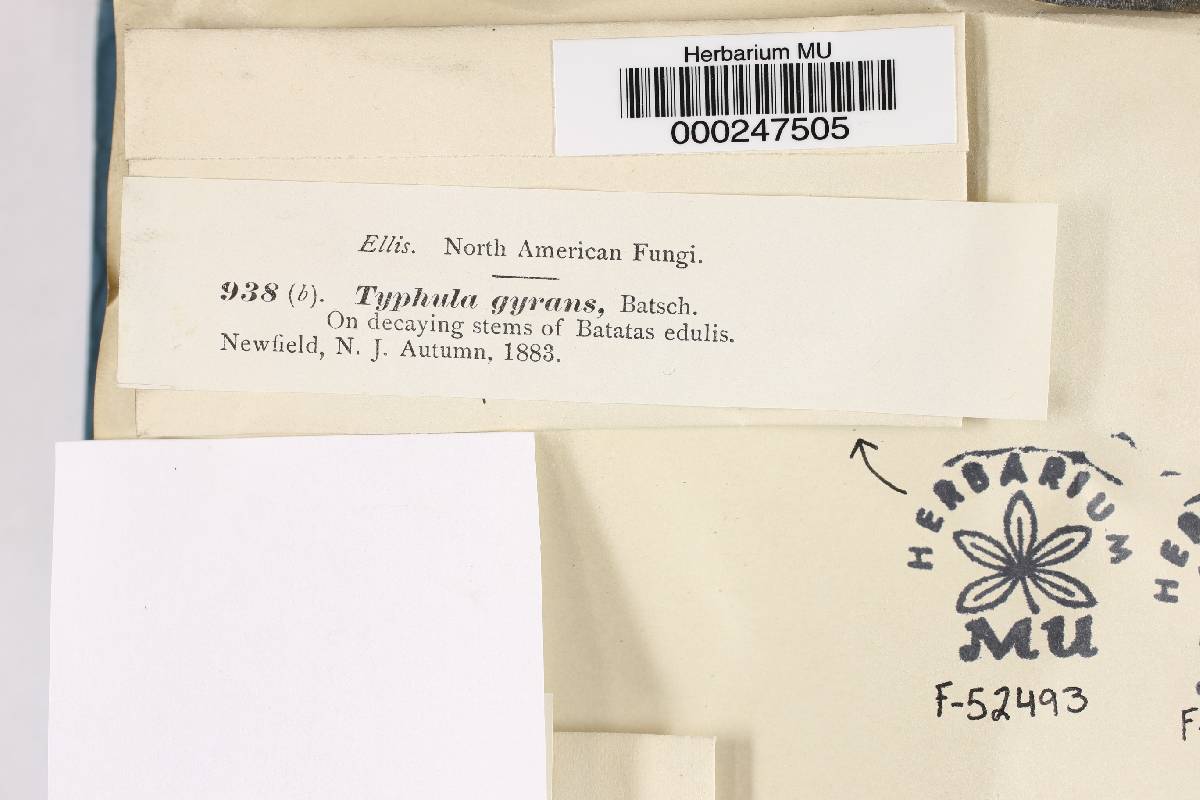 Herbarium MU
000247505
Ellis. North American Fungi.
938 (b). Typhula gyrans, Batsch.
On decaying stems of Batatas edulis.
Newfield, N. J. Autumn, 1883.
HERBARIUM
MU
F-52493
HER
F-